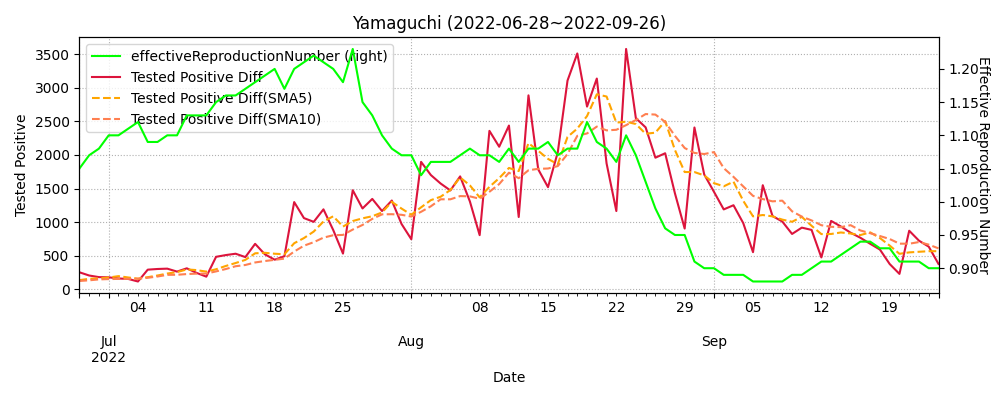 Yamaguchi (2022-06-28~2022-09-26)
effectiveReproductionNumber (right)
Tested Positive Diff
Tested Positive Diff(SMA5)
Tested Positive Diff(SMA10)
Tested Positive
3500
3000
2500
2000
1500
1000
500
0
Effective Reproduction Number
1.20
1.15
1.10
1.05
1.00
0.95
0.90
04 11 18 25 08 15 22 29 05 12 19
Jul Aug Sep
2022
Date